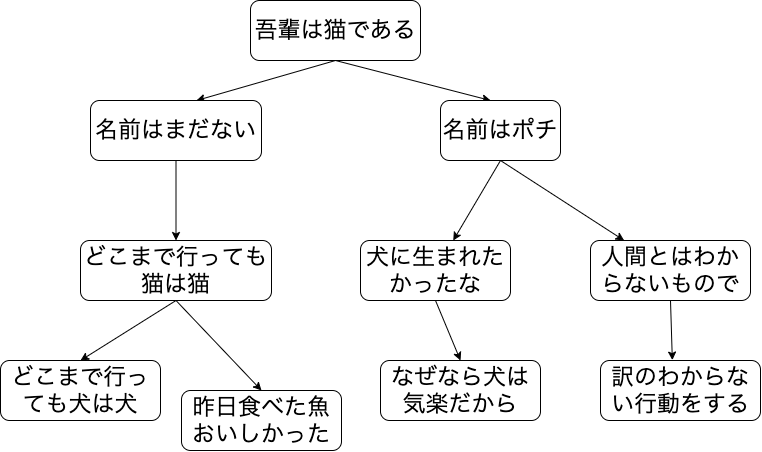 吾輩は猫である
名前はまだない
名前はポチ
どこまで行っても
猫は猫
犬に生まれた
かったな
人間とはわか
らないもので
どこまで行っ
ても犬は犬
昨日食べた魚
おいしかった
なぜなら犬は
気楽だから
訳のわからな
い行動をする